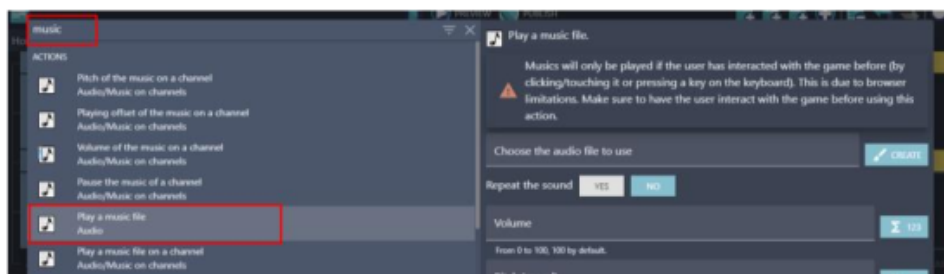 PREVIEW PUBLISH
music
ACTIONS
Pitch of the music on a channel
Audio/Music on channels
Playing offset of the music on a channel
Audio/Music on channels
Volume of the music on a channel
Audio/Music on channels
Pause the music of a channel
Audio/Music on channels
Play a music file
Audio
Play a music file on a channel
Audio/Music on channels
Play a music file.
Musics will only be played if the user has interacted with the game before (by
clicking/touching it or pressing a key on the keyboard). This is due to browser
limitations. Make sure to have the user interact with the game before using this
action.
Choose the audio file to use
CREATE
Repeat the sound YES NO
Volume
Σ 123
From 0 to 100, 100 by default.